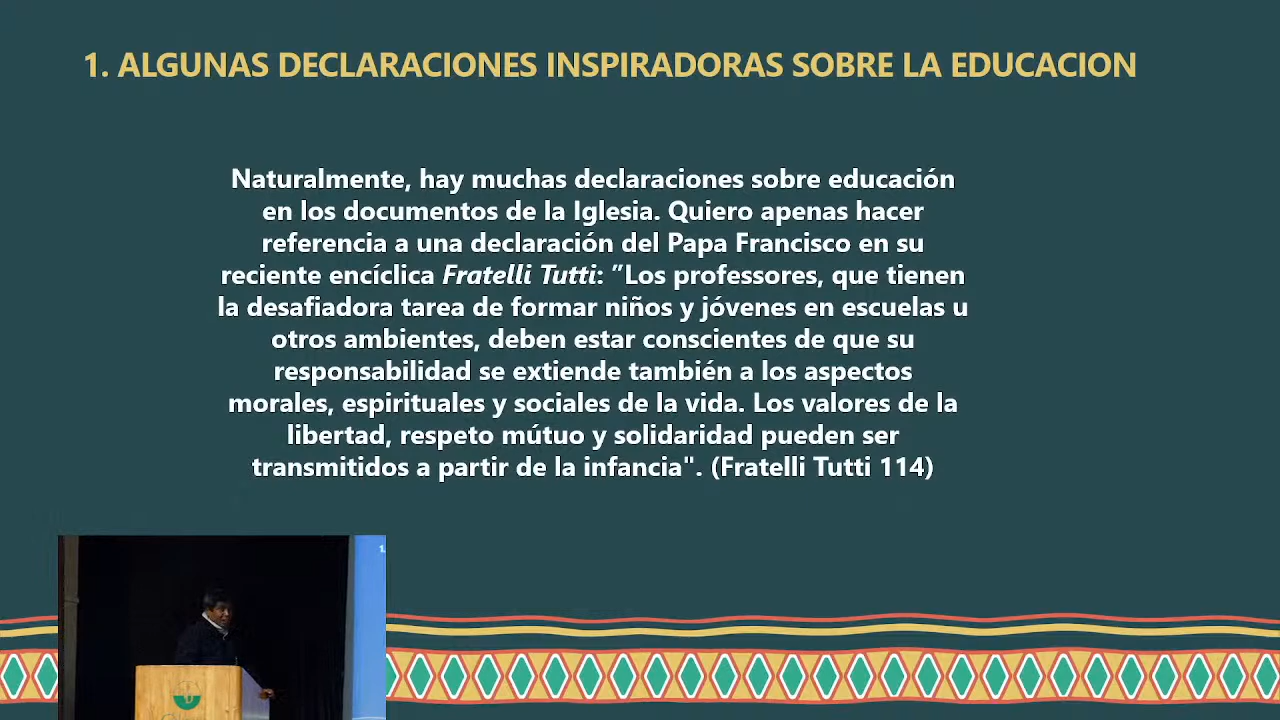 1. ALGUNAS DECLARACIONES INSPIRADORAS SOBRE LA EDUCACION
Naturalmente, hay muchas declaraciones sobre educación
en los documentos de la Iglesia. Quiero apenas hacer
referencia a una declaración del Papa Francisco en su
reciente encíclica Fratelli Tutti: ”Los professores, que tienen
la desafiadora tarea de formar niños y jóvenes en escuelas u
otros ambientes, deben estar conscientes de que su
responsabilidad se extiende también a los aspectos
morales, espirituales y sociales de la vida. Los valores de la
libertad, respeto mútuo y solidaridad pueden ser
transmitidos a partir de la infancia". (Fratelli Tutti 114)
1.